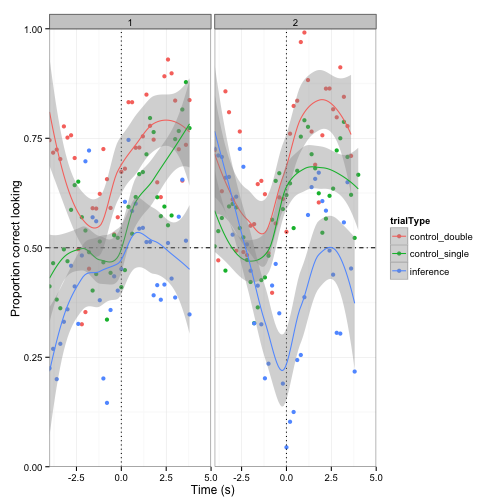 1 2
1.00
0.75
0.50
0.25
0.00
Proportion correct looking
-2.5 0.0 2.5 5.0 -2.5 0.0 2.5 5.0
Time (s)
trialType
control_double
control_single
inference